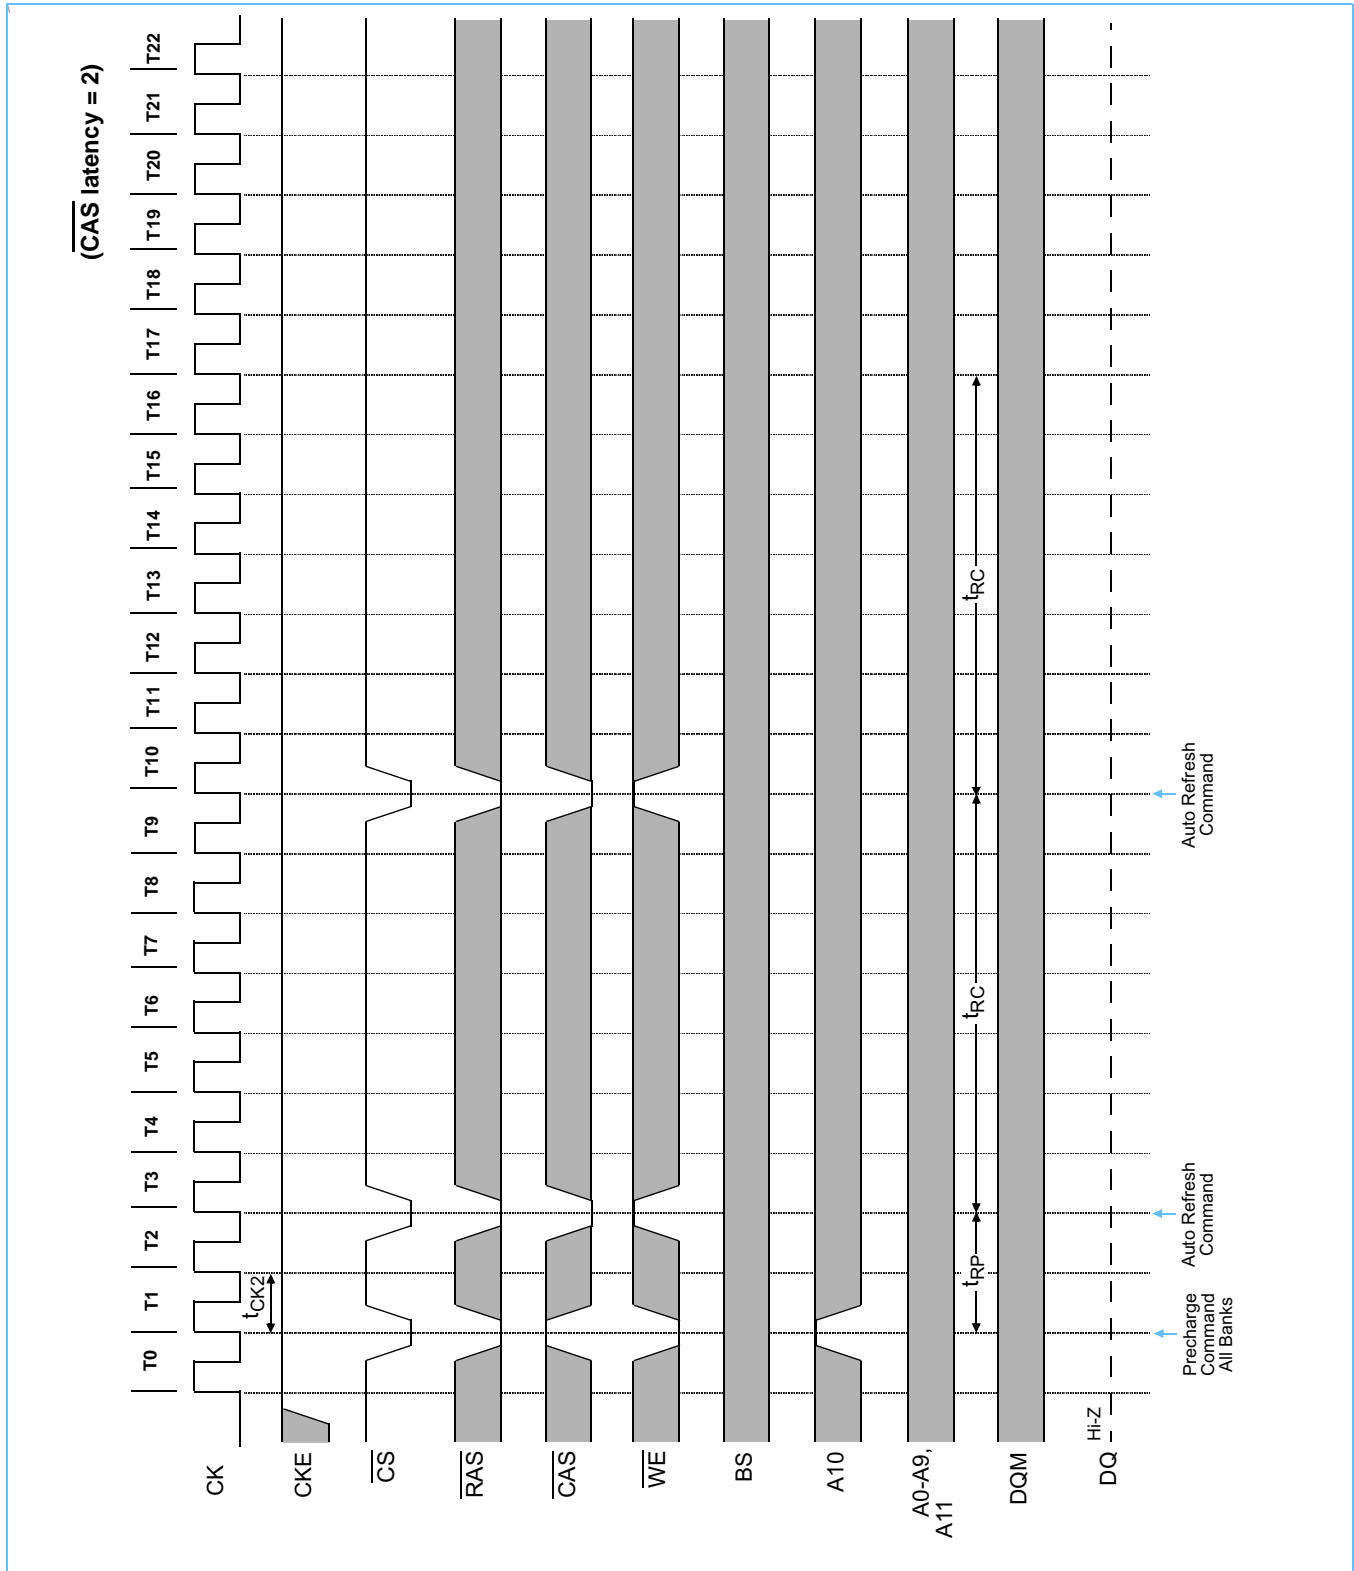 (CAS latency = 2)
T0 T1 T2 T3 T4 T5 T6 T7 T8 T9 T10 T11 T12 T13 T14 T15 T16 T17 T18 T19 T20 T21 T22
CK
tCK2
CKE
CS
RAS
CAS
WE
BS
A10
A0-A9,
A11
tRP
tRC
tRC
DQM
Hi-Z
DQ
Precharge
Command
All Banks
Auto Refresh
Command
Auto Refresh
Command